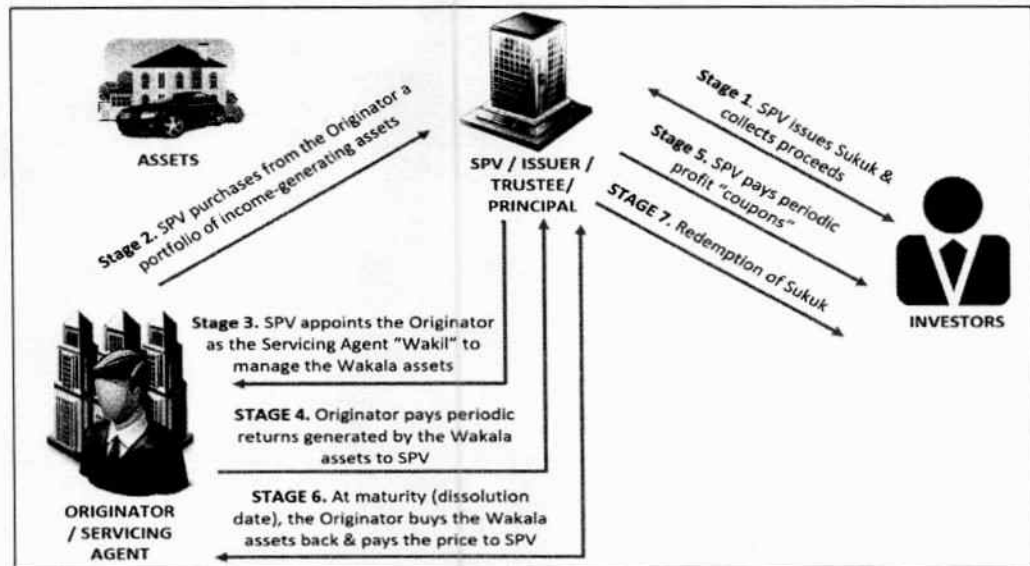 ASSETS
Stage 2. SPV purchases from the Originator a
portfolio of income-generating assets
SPV / ISSUER /
TRUSTEE/
PRINCIPAL
Stage 1. SPV issues Sukuk &
collects proceeds
Stage 5. SPV pays periodic
profit "coupons"
STAGE 7. Redemption of Sukuk
INVESTORS
Stage 3. SPV appoints the Originator
as the Servicing Agent "Wakil" to
manage the Wakala assets
STAGE 4. Originator pays periodic
returns generated by the Wakala
assets to SPV
STAGE 6. At maturity (dissolution
date), the Originator buys the Wakala
assets back & pays the price to SPV
ORIGINATOR
/ SERVICING
AGENT